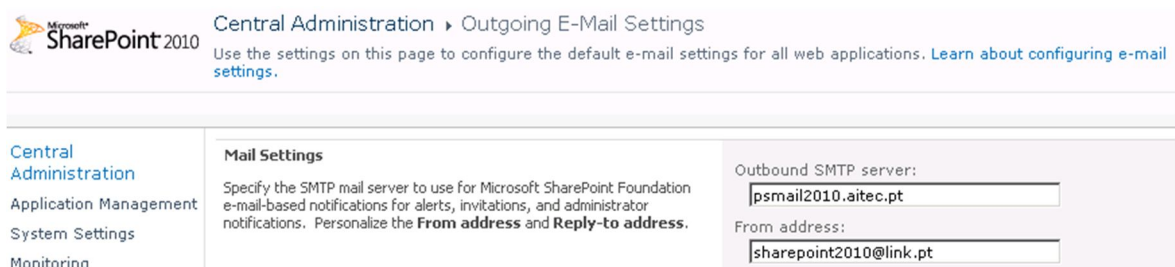 Microsoft
SharePoint 2010
Central Administration ▸ Outgoing E-Mail Settings
Use the settings on this page to configure the default e-mail settings for all web applications. Learn about configuring e-mail
settings.
Central
Administration
Application Management
System Settings
Monitoring
Mail Settings
Specify the SMTP mail server to use for Microsoft SharePoint Foundation
e-mail-based notifications for alerts, invitations, and administrator
notifications. Personalize the From address and Reply-to address.
Outbound SMTP server:
psmail2010.aitec.pt
From address:
sharepoint2010@link.pt